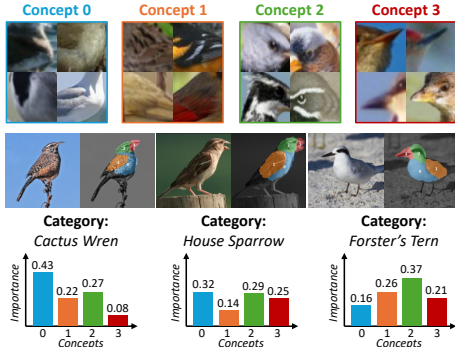 Concept 0 Concept 1 Concept 2 Concept 3
Category: Category: Category:
Cactus Wren House Sparrow Forster's Tern
Importance
0.43
0.22
0.27
0.08
0 1 2 3
Concepts
Importance
0.32
0.14
0.29
0.25
0 1 2 3
Concepts
Importance
0.16
0.26
0.37
0.21
0 1 2 3
Concepts